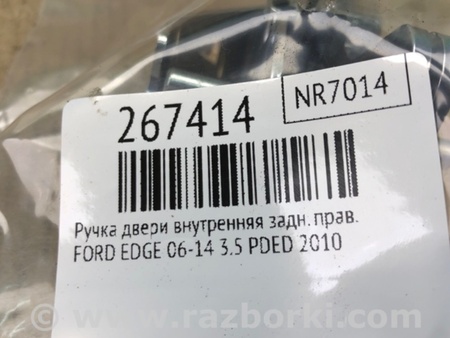 267414
NR7014
Ручка двери внутренняя задн. прав.
FORD EDGE 06-14 3.5 PDED 2010
www.razborki.com